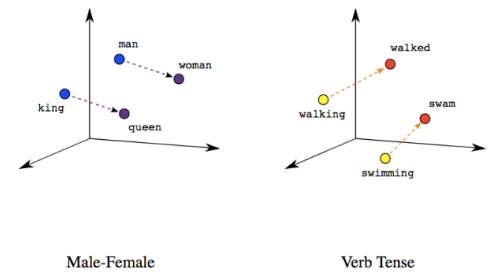 man
woman
king
queen
walked
walking
swam
swimming
Male-Female
Verb Tense